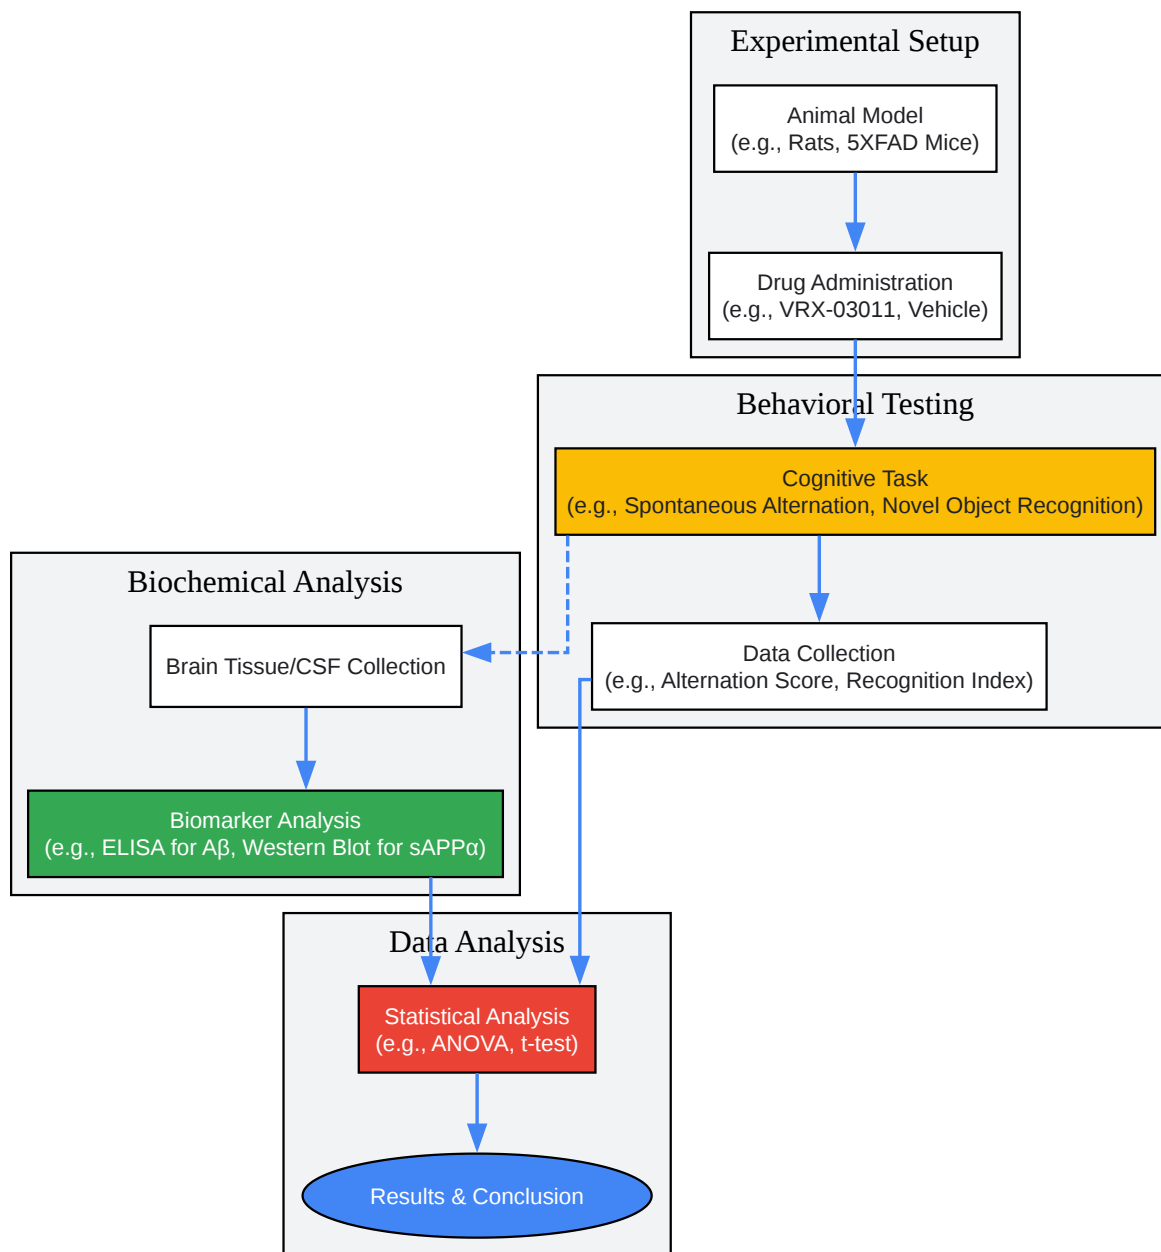 Experimental Setup
Animal Model
(e.g., Rats, 5XFAD Mice)
Drug Administration
(e.g., VRX-03011, Vehicle)
Behavioral Testing
Cognitive Task
(e.g., Spontaneous Alternation, Novel Object Recognition)
Data Collection
(e.g., Alternation Score, Recognition Index)
Biochemical Analysis
Brain Tissue/CSF Collection
Biomarker Analysis
(e.g., ELISA for Aβ, Western Blot for sAPPα)
Data Analysis
Statistical Analysis
(e.g., ANOVA, t-test)
Results & Conclusion